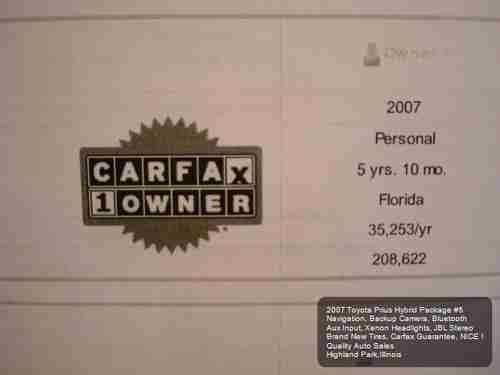 Owner
2007
Personal
5 yrs. 10 mo.
Florida
35,253/yr
208,622
CARFAX
1 OWNER
2007 Toyota Prius Hybrid Package #5
Navigation, Backup Camera, Bluetooth
Aux Input, Xenon Headlights, JBL Stereo
Brand New Tires, Carfax Guarantee, NICE !
Quality Auto Sales
Highland Park,Illinois